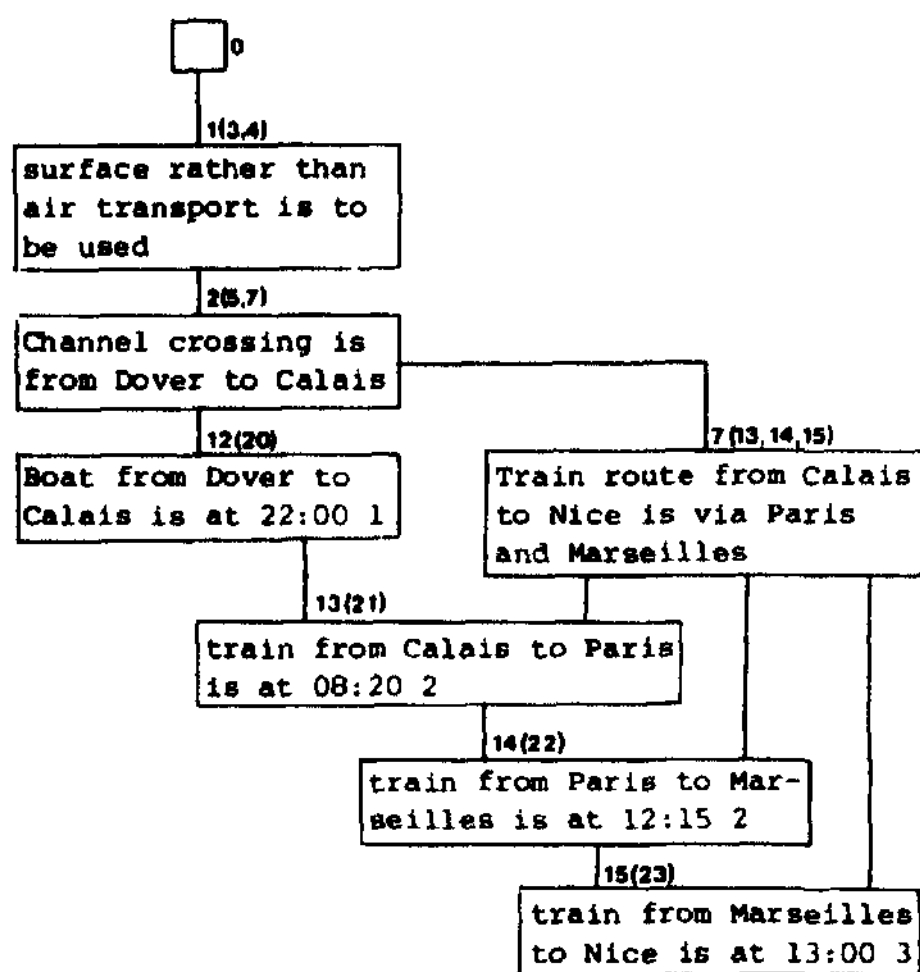 0
1(3,4)
surface rather than
air transport is to
be used
2(5,7)
Channel crossing is
from Dover to Calais
12(20)
Boat from Dover to
Calais is at 22:00 1
7(13,14,15)
Train route from Calais
to Nice is via Paris
and Marseilles
13(21)
train from Calais to Paris
is at 08:20 2
14(22)
train from Paris to Mar-
seilles is at 12:15 2
15(23)
train from Marseilles
to Nice is at 13:00 3